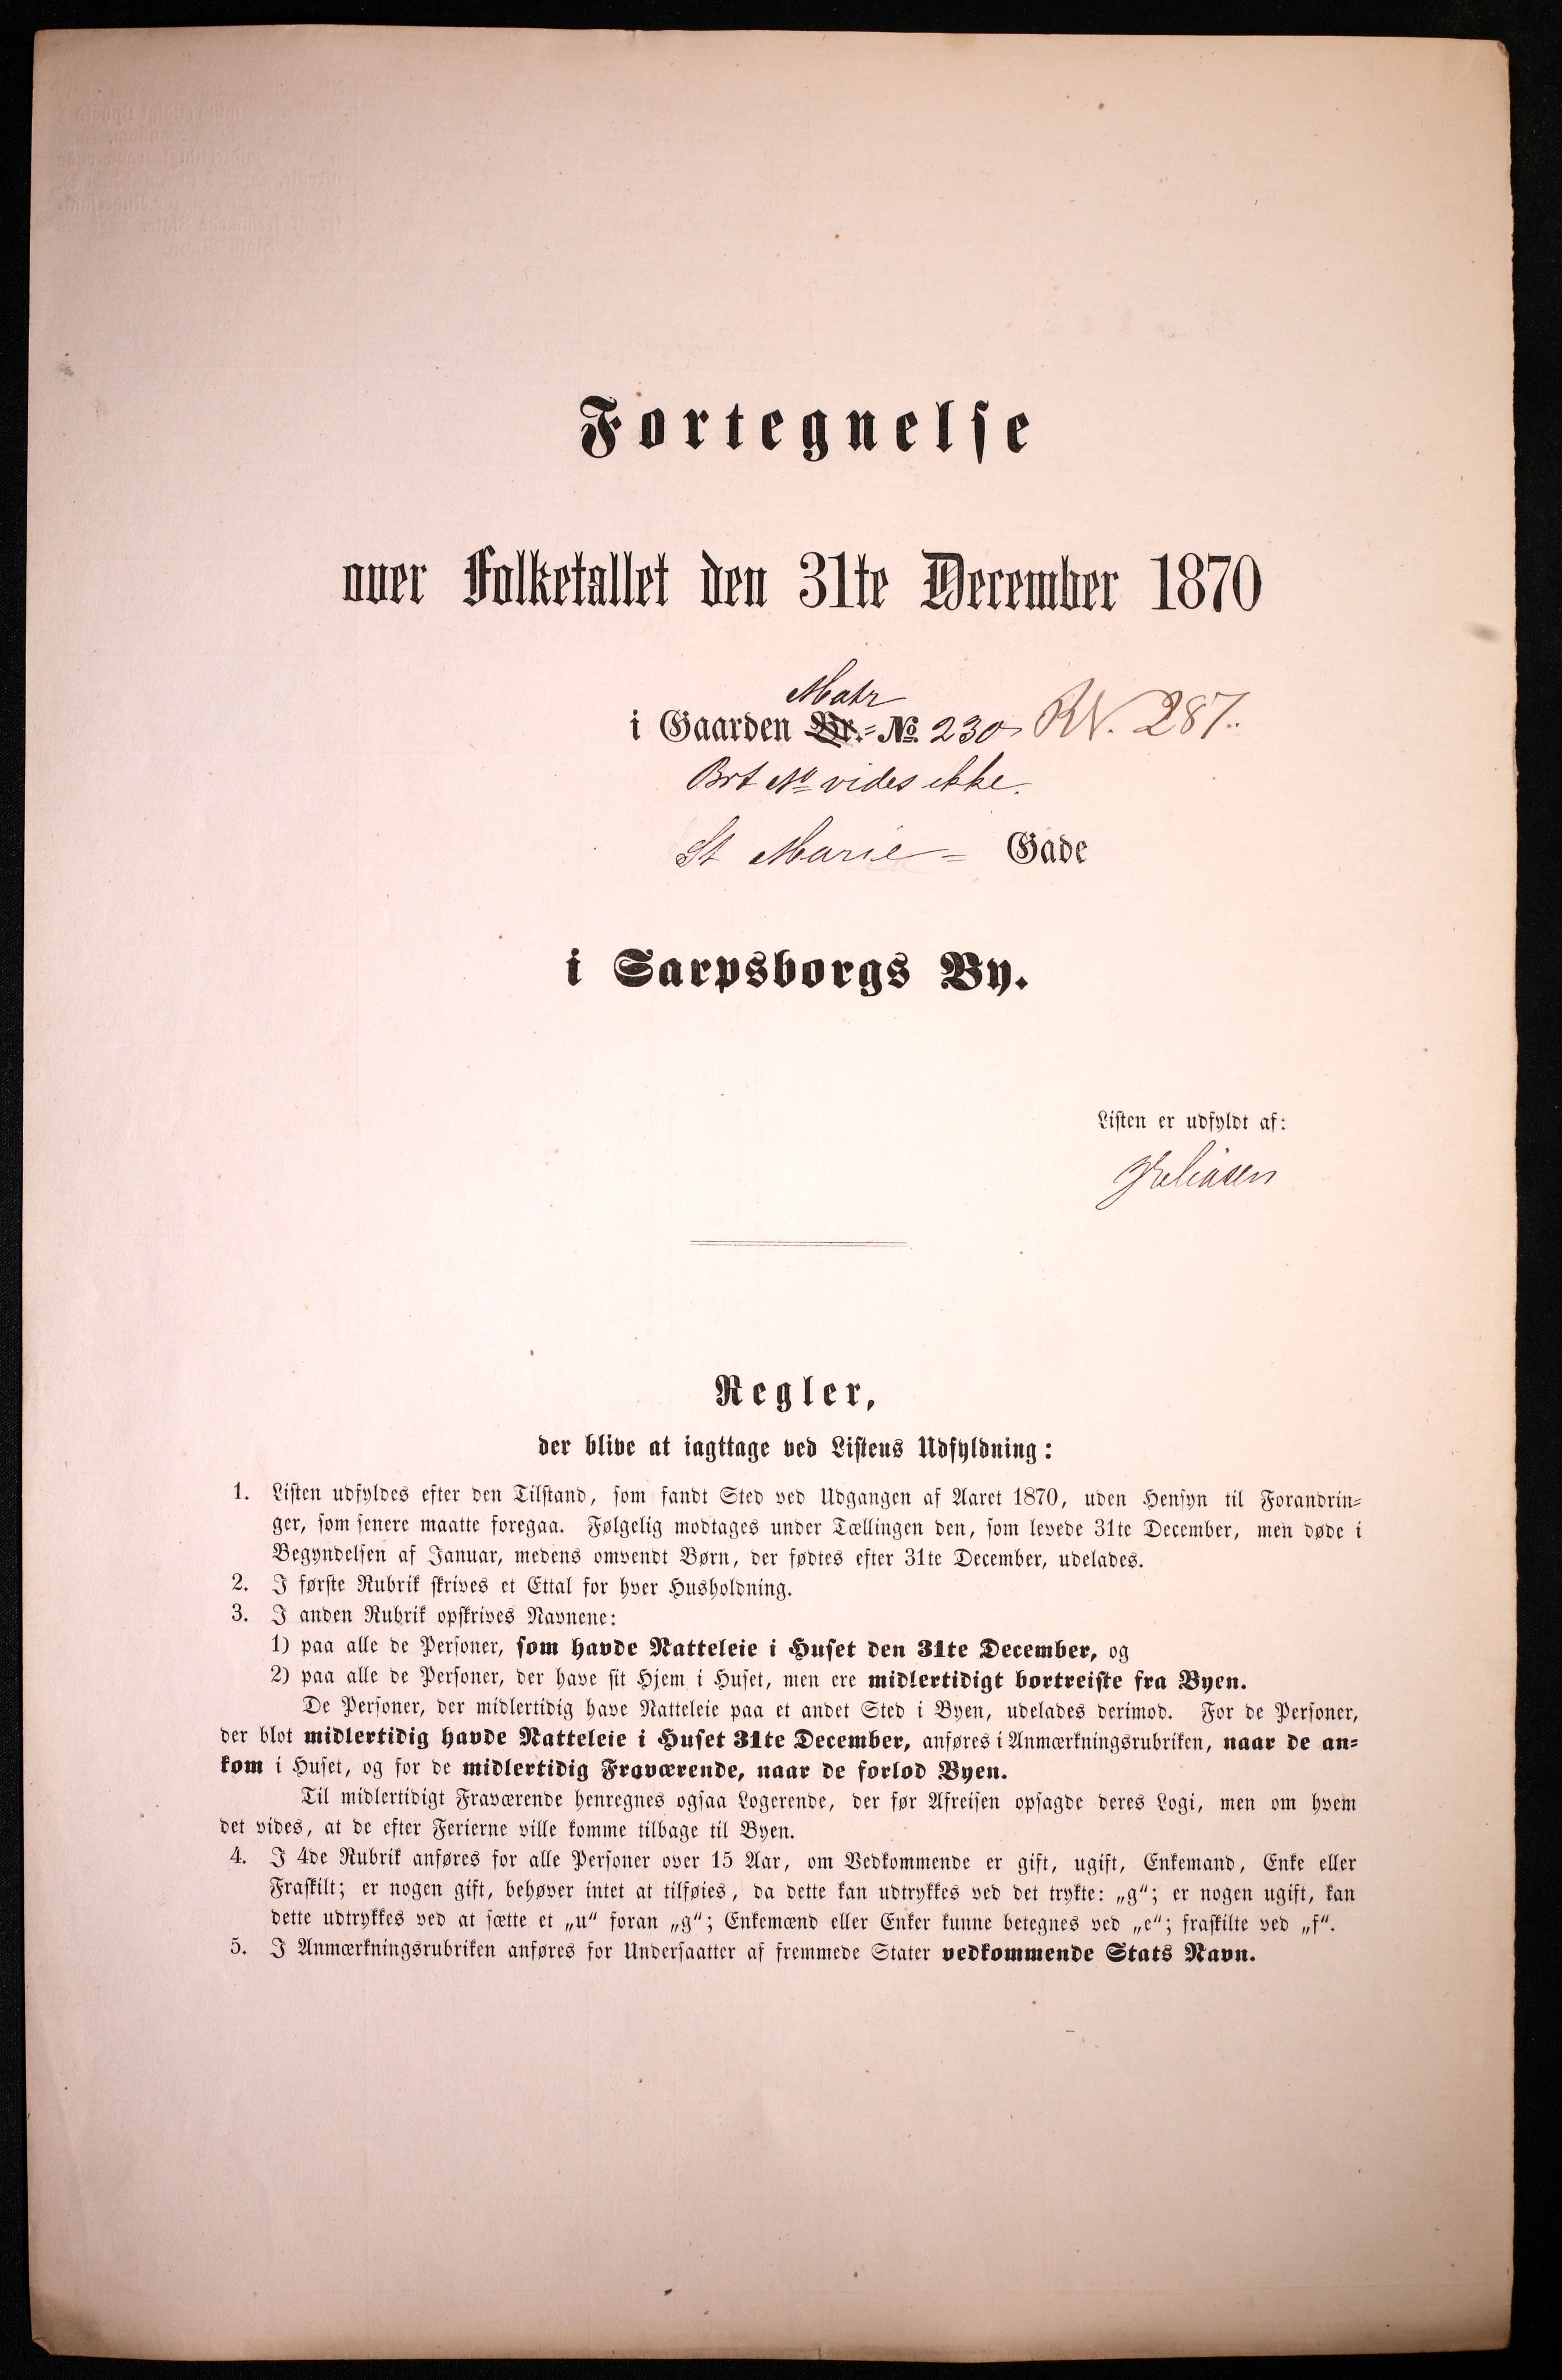 Fortegnelse
over Folketallet den 31te December 1870
Matr
i Gaarden Br.=No. 230 RN. 287.
Brt No vides ikke.
St Marie= Gade
i Sarpsborgs By.
Listen er udfyldt af:
Regler,
der blive at iagttage ved Listens Udfyldning:
1. Listen udfyldes efter den Tilstand, som fandt Sted ved Udgangen af Aaret 1870, uden Hensyn til Forandrin=
ger, som senere maatte foregaa. Følgelig modtages under Tællingen den, som levede 31te December, men døde i
Begyndelsen af Januar, medens omvendt Børn, der fødtes efter 31te December, udelades.
2. I første Rubrik skrives et Ettal for hver Husholdning.
3. I anden Rubrik opskrives Navnene:
1) paa alle de Personer, som havde Natteleie i Huset den 31te December, og
2) paa alle de Personer, der have sit Hjem i Huset, men ere midlertidigt bortreiste fra Byen.
De Personer, der midlertidig have Natteleie paa et andet Sted i Byen, udelades derimod. For de Personer,
der blot midlertidig havde Natteleie i Huset 31te December, anføres i Anmærkningsrubriken, naar de an=
kom i Huset, og for de midlertidig Fraværende, naar de forlod Byen.
Til midlertidigt Fraværende henregnes ogsaa Logerende, der før Afreisen opsagde deres Logi, men om hvem
det vides, at de efter Ferierne ville komme tilbage til Byen.
4. I 4de Rubrik anføres for alle Personer over 15 Aar, om Vedkommende er gift, ugift, Enkemand, Enke eller
Fraskilt; er nogen gift, behøver intet at tilføies, da dette kan udtrykkes ved det trykte: „g“; er nogen ugift, kan
dette udtrykkes ved at sætte et „u“ foran „g“; Enkemænd eller Enker kunne betegnes ved „e“; fraskilte ved „f“.
5. I Anmærkningsrubriken anføres for Undersaatter af fremmede Stater vedkommende Stats Navn.